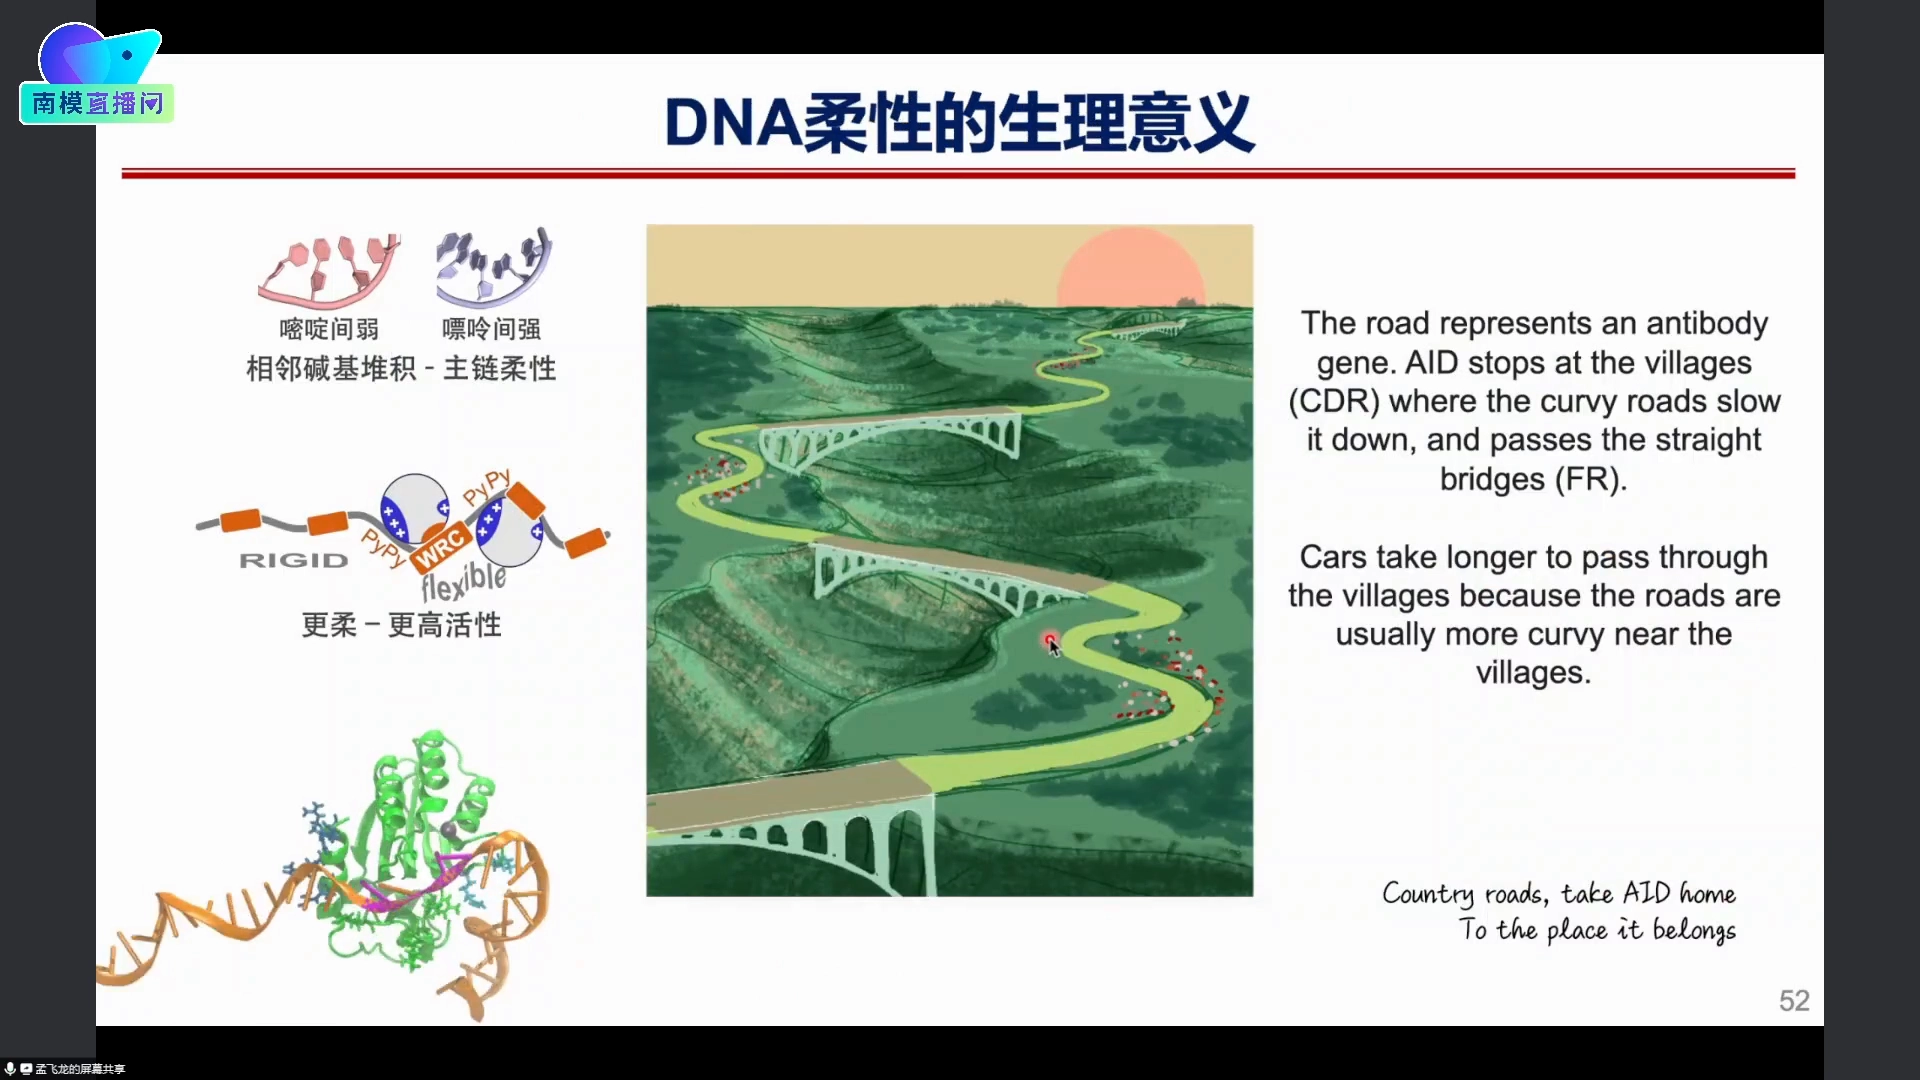 南模直播间
DNA柔性的生理意义
嘧啶间弱
嘌呤间强
相邻碱基堆积 - 主链柔性
The road represents an antibody
gene. AID stops at the villages
(CDR) where the curvy roads slow
it down, and passes the straight
bridges (FR).
Cars take longer to pass through
the villages because the roads are
usually more curvy near the
villages.
RIGID
PyPy
WRC
PyPy
flexible
更柔 – 更高活性
Country roads, take AID home
To the place it belongs
52
孟飞龙的屏幕共享